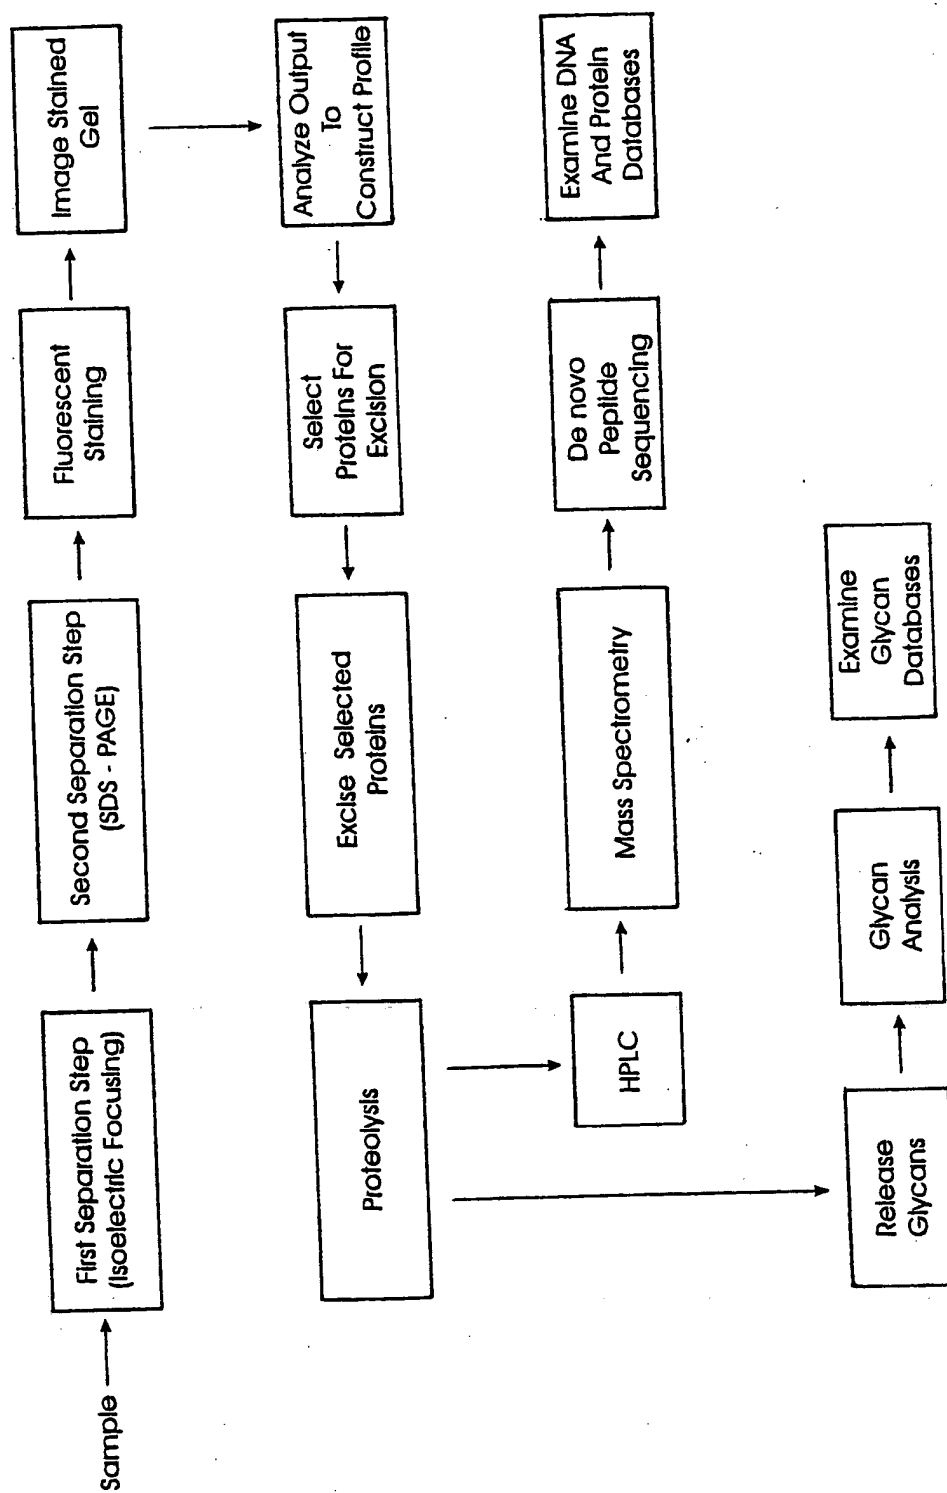 Sample
First Separation Step
(Isoelectric Focusing)
Second Separation Step
(SDS - PAGE)
Fluorescent
Staining
Image Stained
Gel
Analyze Output
To
Construct Profile
Select
Proteins For
Excision
Excise Selected
Proteins
Proteolysis
HPLC
Mass Spectrometry
De novo
Peptide
Sequencing
Examine DNA
And Protein
Databases
Release
Glycans
Glycan
Analysis
Examine
Glycan
Databases